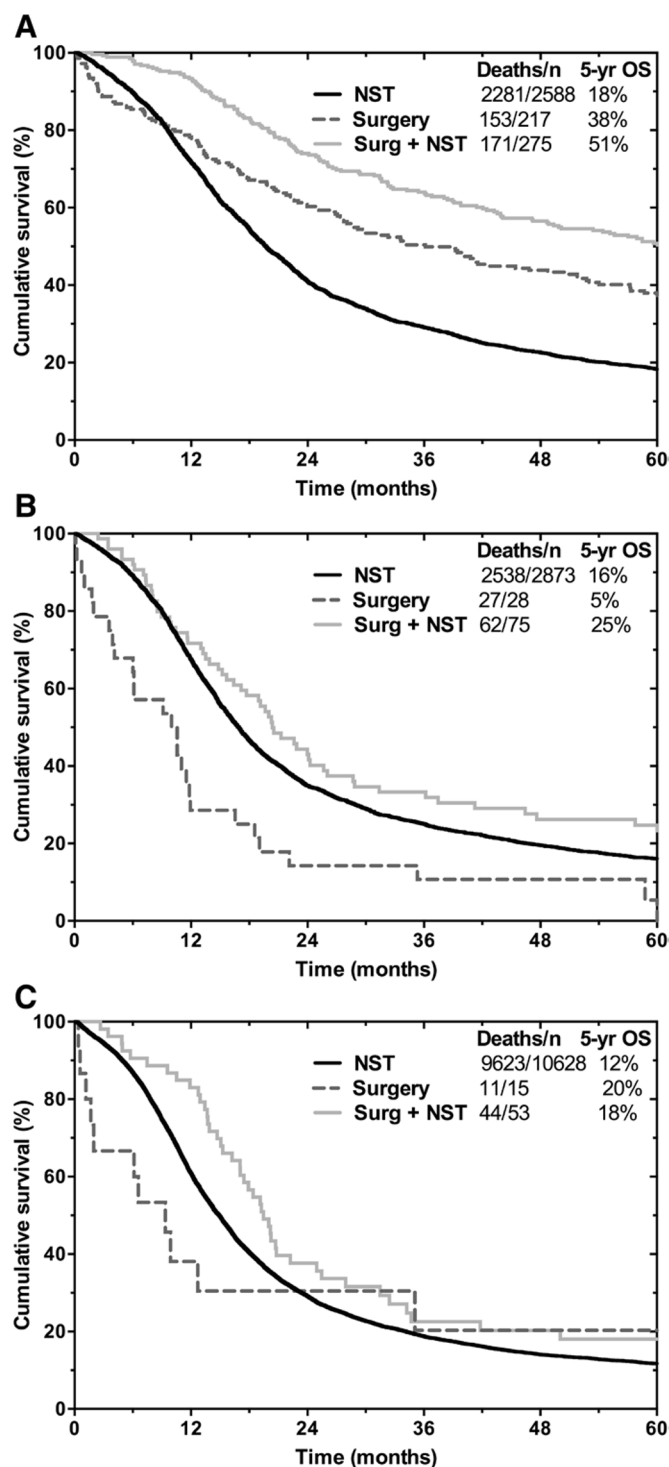 A
Deaths/n 5-yr OS
NST 2281/2588 18%
Surgery 153/217 38%
Surg + NST 171/275 51%
Cumulative survival (%)
100
80
60
40
20
0
0 12 24 36 48 60
Time (months)
B
Deaths/n 5-yr OS
NST 2538/2873 16%
Surgery 27/28 5%
Surg + NST 62/75 25%
Cumulative survival (%)
100
80
60
40
20
0
0 12 24 36 48 60
Time (months)
C
Deaths/n 5-yr OS
NST 9623/10628 12%
Surgery 11/15 20%
Surg + NST 44/53 18%
Cumulative survival (%)
100
80
60
40
20
0
0 12 24 36 48 60
Time (months)